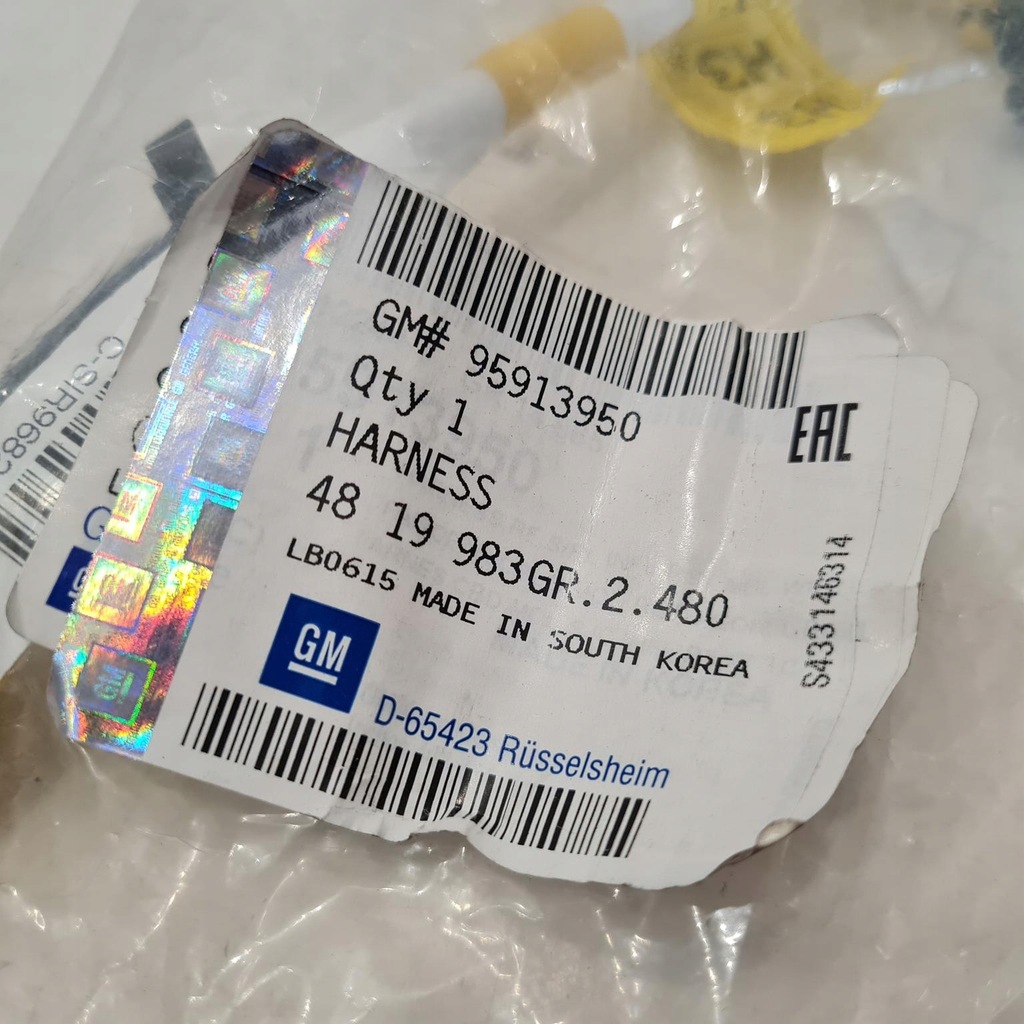 GM# 95913950
Qty 1
HARNESS
48 19 983GR.2.480
LB0615 MADE IN SOUTH KOREA
GM
D-65423 Rüsselsheim
EAC
S433146314